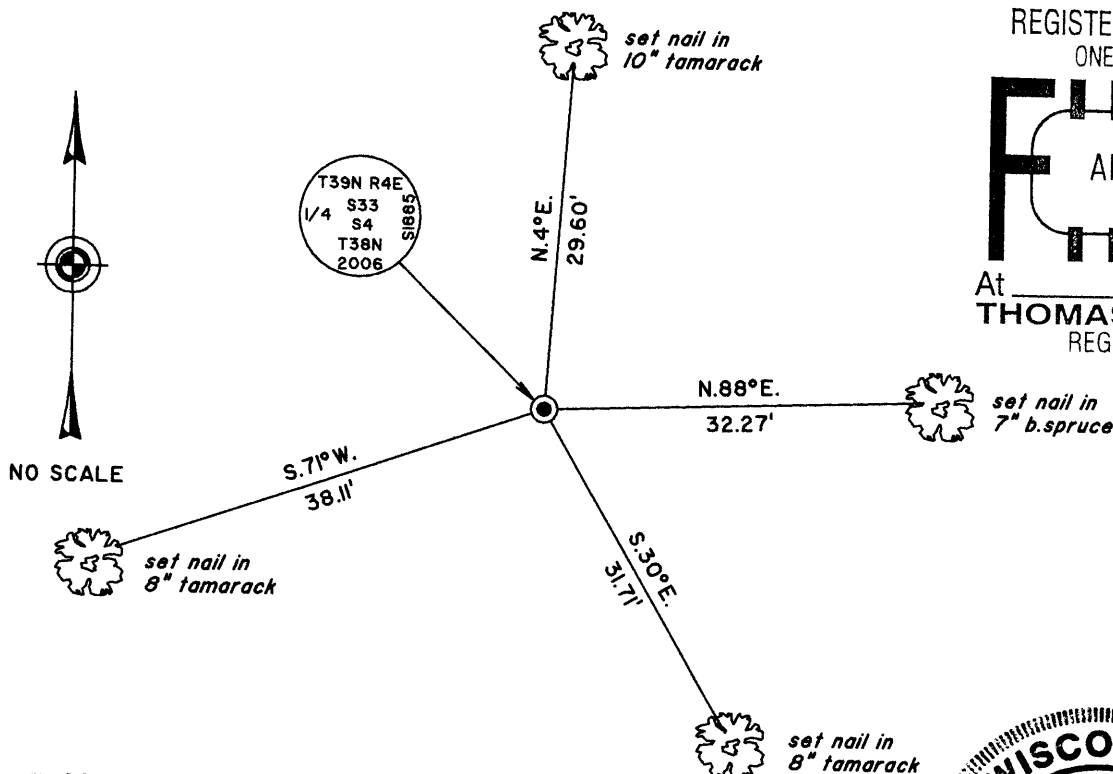 set nail in
10" tamarack
REGISTE
ONE
T39N R4E
1/4 S33
S4
T38N
2006
S1885
N.4°E.
29.60'
At
THOMAS
REG
N.88°E.
32.27'
set nail in
7" b.spruce
NO SCALE
S.71°W.
38.11'
set nail in
8" tamarack
S.30°E.
31.71'
set nail in
8" tamarack
WISCO